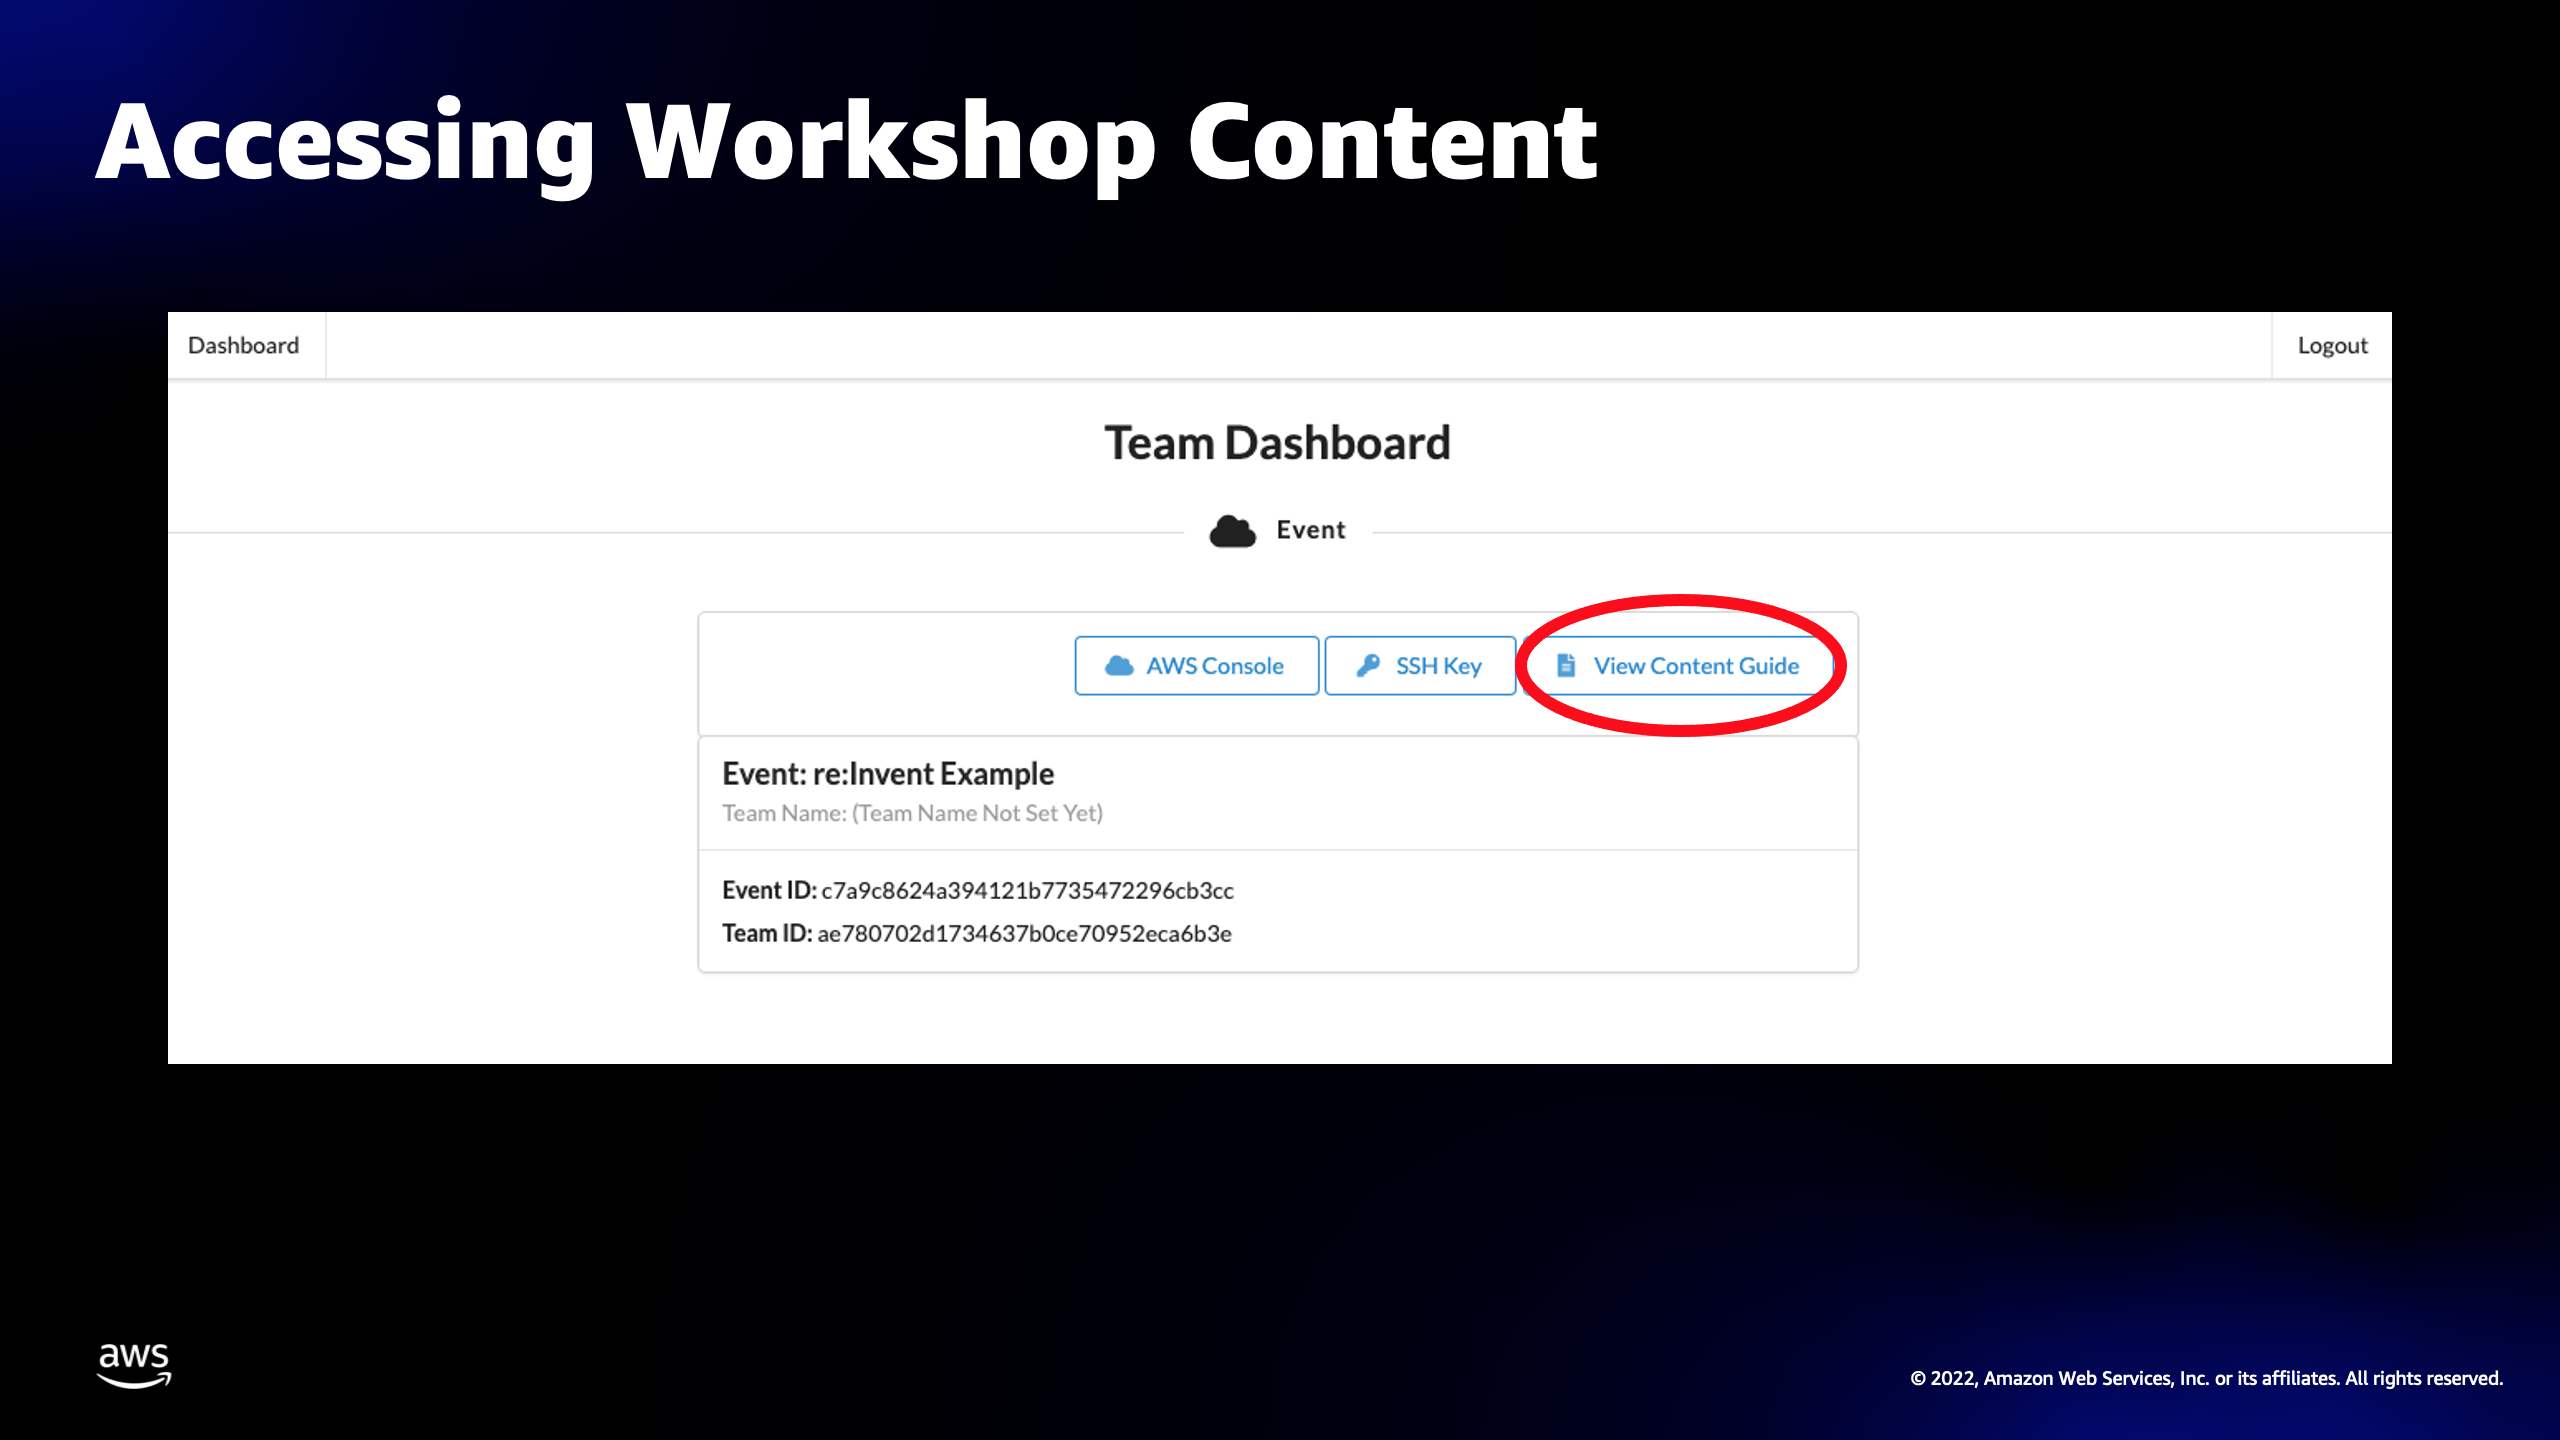 Accessing Workshop Content
Dashboard
Logout
Team Dashboard
Event
AWS Console
SSH Key
View Content Guide
Event: re:Invent Example
Team Name: (Team Name Not Set Yet)
Event ID: c7a9c8624a394121b7735472296cb3cc
Team ID: ae780702d1734637b0ce70952eca6b3e
aws
© 2022, Amazon Web Services, Inc. or its affiliates. All rights reserved.